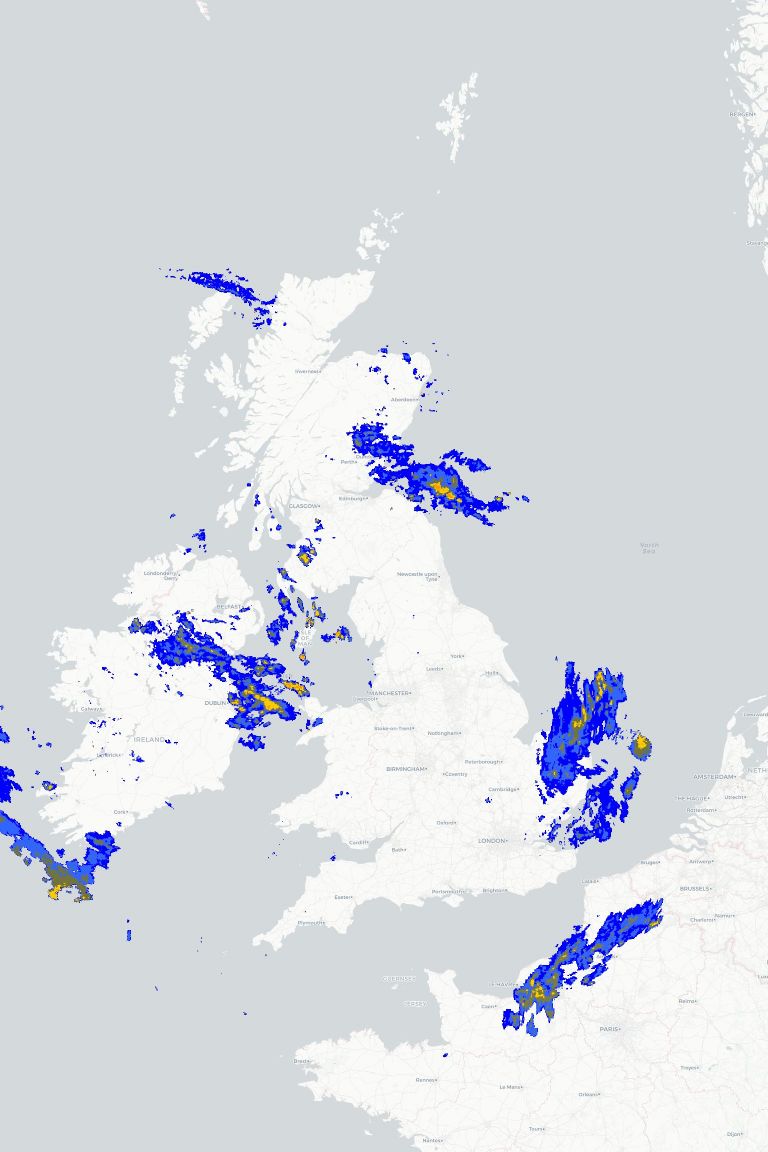 BERGEN
Inverness
Aberdeen
Perth
Edinburgh
GLASGOW
North
Sea
Londonderry/
Derry
BELFAST
Newcastle upon
Tyne
ISLE
OF
MAN
York
Leeds
Hull
MANCHESTER
Liverpool
DUBLIN
Galway
Stoke-on-Trent
Nottingham
IRELAND
Limerick
BIRMINGHAM
Peterborough
Coventry
Cambridge
AMSTERDAM
THE HAGUE
Utrecht
Rotterdam
Cork
Oxford
LONDON
Cardiff
Bath
Calais
Bruges
Antwerp
BRUSSELS
Exeter
Portsmouth
Brighton
Plymouth
Charleroi
Namur
GUERNSEY
JERSEY
LE HAVRE
Caen
Reims
PARIS
Brest
Rennes
Le Mans
Troyes
Orléans
Tours
Nantes
Dijon